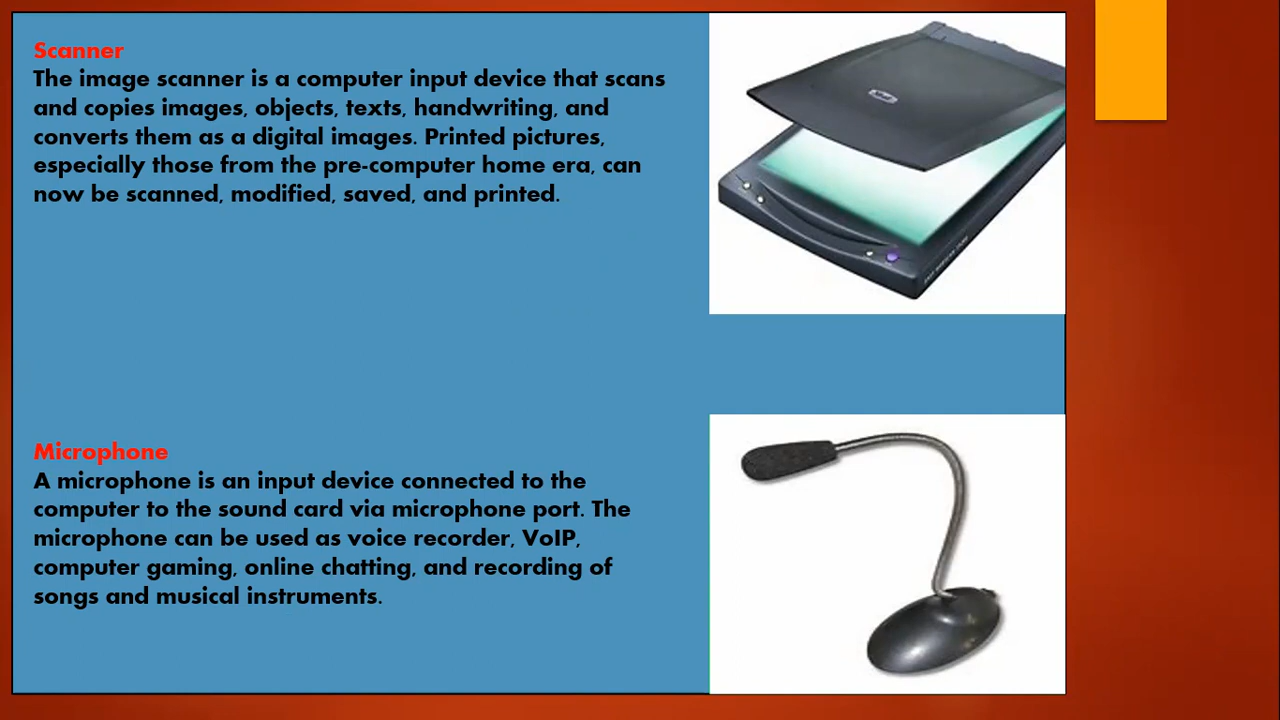 Scanner
The image scanner is a computer input device that scans
and copies images, objects, texts, handwriting, and
converts them as a digital images. Printed pictures,
especially those from the pre-computer home era, can
now be scanned, modified, saved, and printed.
Microphone
A microphone is an input device connected to the
computer to the sound card via microphone port. The
microphone can be used as voice recorder, VoIP,
computer gaming, online chatting, and recording of
songs and musical instruments.